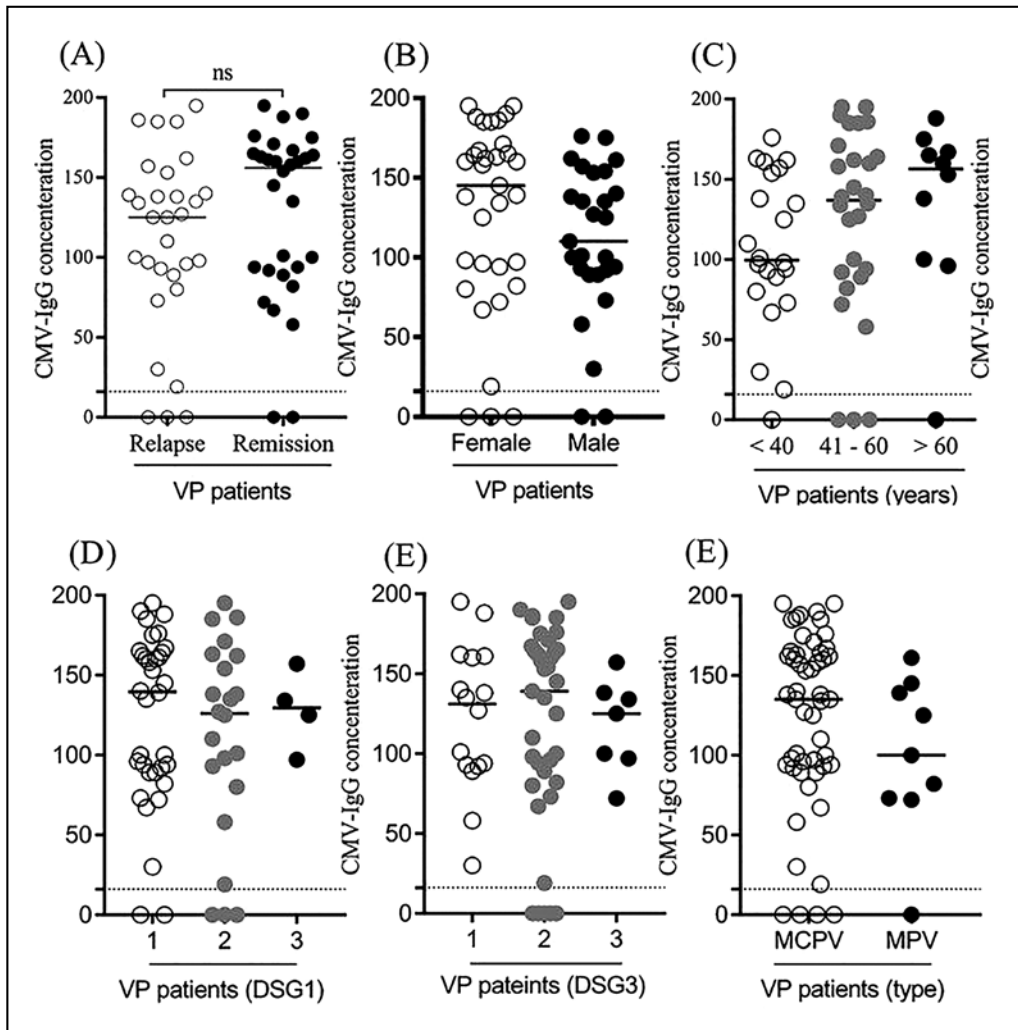 (A)
ns
CMV-IgG concenteration
200
150
100
50
0
Relapse Remission
VP patients
(B)
CMV-IgG concenteration
200
150
100
50
0
Female Male
VP patients
(C)
CMV-IgG concenteration
200
150
100
50
0
< 40 41 - 60 > 60
VP patients (years)
CMV-IgG concenteration
(D)
200
150
100
50
0
1 2 3
VP patients (DSG1)
(E)
CMV-IgG concenteration
200
150
100
50
0
1 2 3
VP pateints (DSG3)
(E)
CMV-IgG concenteration
200
150
100
50
0
MCPV MPV
VP patients (type)